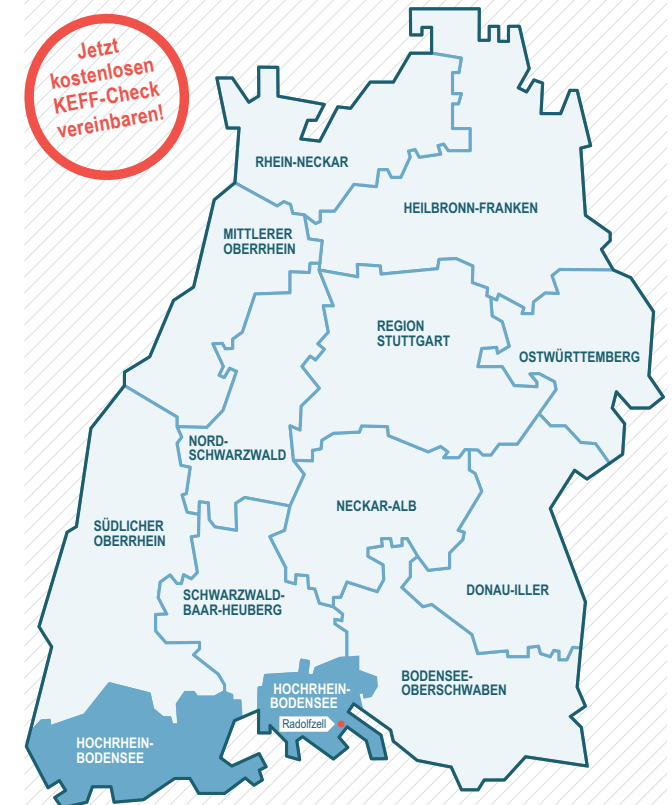 Jetzt
kostenlosen
KEFF-Check
vereinbaren!
RHEIN-NECKAR
HEILBRONN-FRANKEN
MITTLERER
OBERRHEIN
REGION
STUTTGART
OSTWÜRTTEMBERG
NORD-
SCHWARZWALD
NECKAR-ALB
SÜDLICHER
OBERRHEIN
SCHWARZWALD-
BAAR-HEUBERG
DONAU-ILLER
BODENSEE-
OBERSCHWABEN
HOCHRHEIN-
BODENSEE
Radolfzell
HOCHRHEIN-
BODENSEE